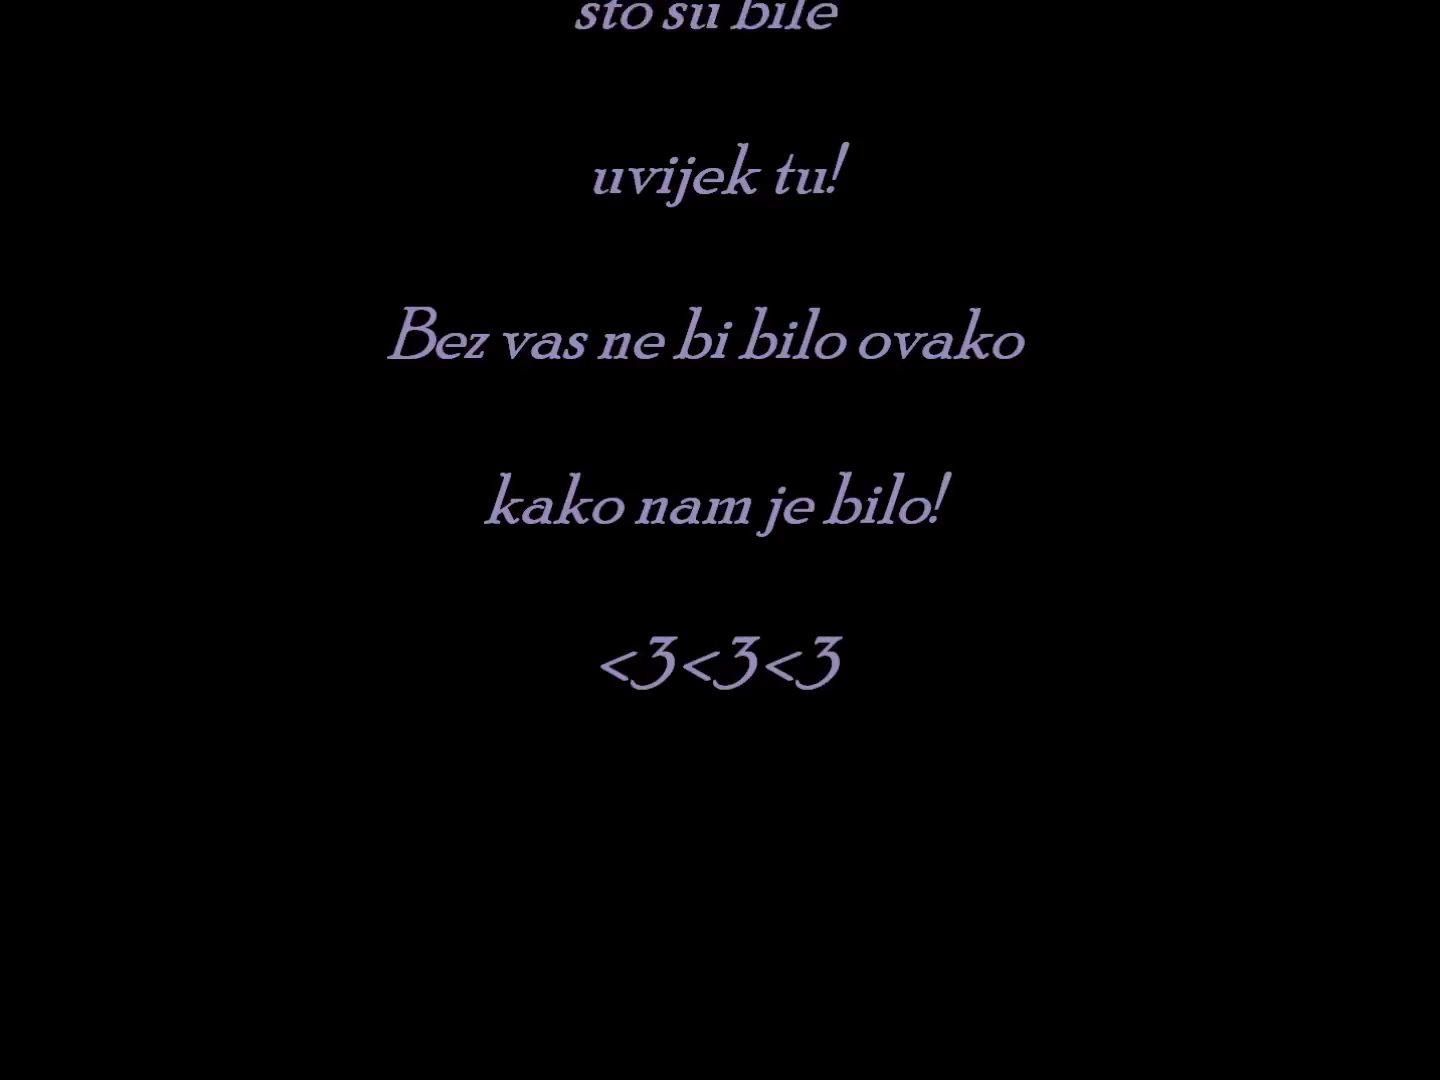 sto su bile
uvijek tu!
Bez vas ne bi bilo ovako
kako nam je bilo!
<3<3<3